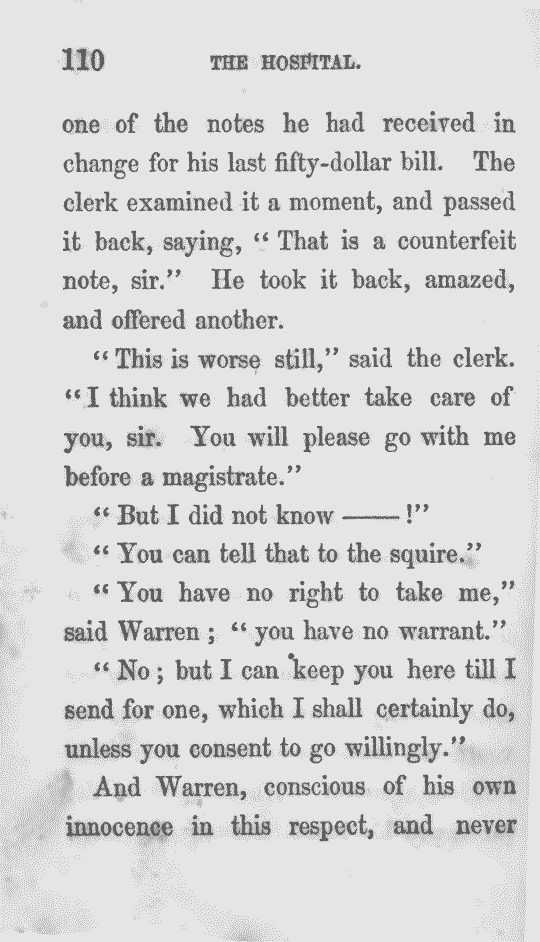 110 THE HOSPITAL.
one of the notes he had received in
change for his last fifty-dollar bill. The
clerk examined it a moment, and passed
it back, saying, “ That is a counterfeit
note, sir.” He took it back, amazed,
and offered another.
“ This is worse still,” said the clerk.
“ I think we had better take care of
you, sir. You will please go with me
before a magistrate.”
“ But I did not know —— !”
“ You can tell that to the squire.”
“ You have no right to take me,”
said Warren ; “ you have no warrant.”
“ No ; but I can keep you here till I
send for one, which I shall certainly do,
unless you consent to go willingly.”
And Warren, conscious of his own
innocence in this respect, and never